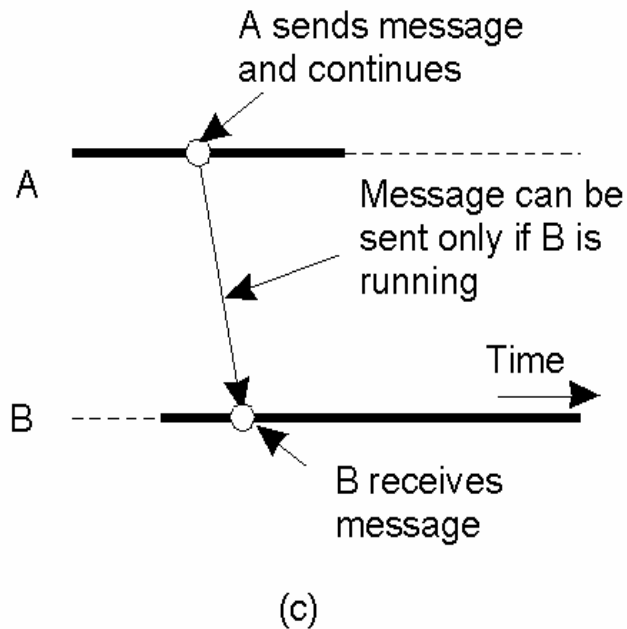 A sends message
and continues
A
Message can be
sent only if B is
running
Time
B
B receives
message
(c)